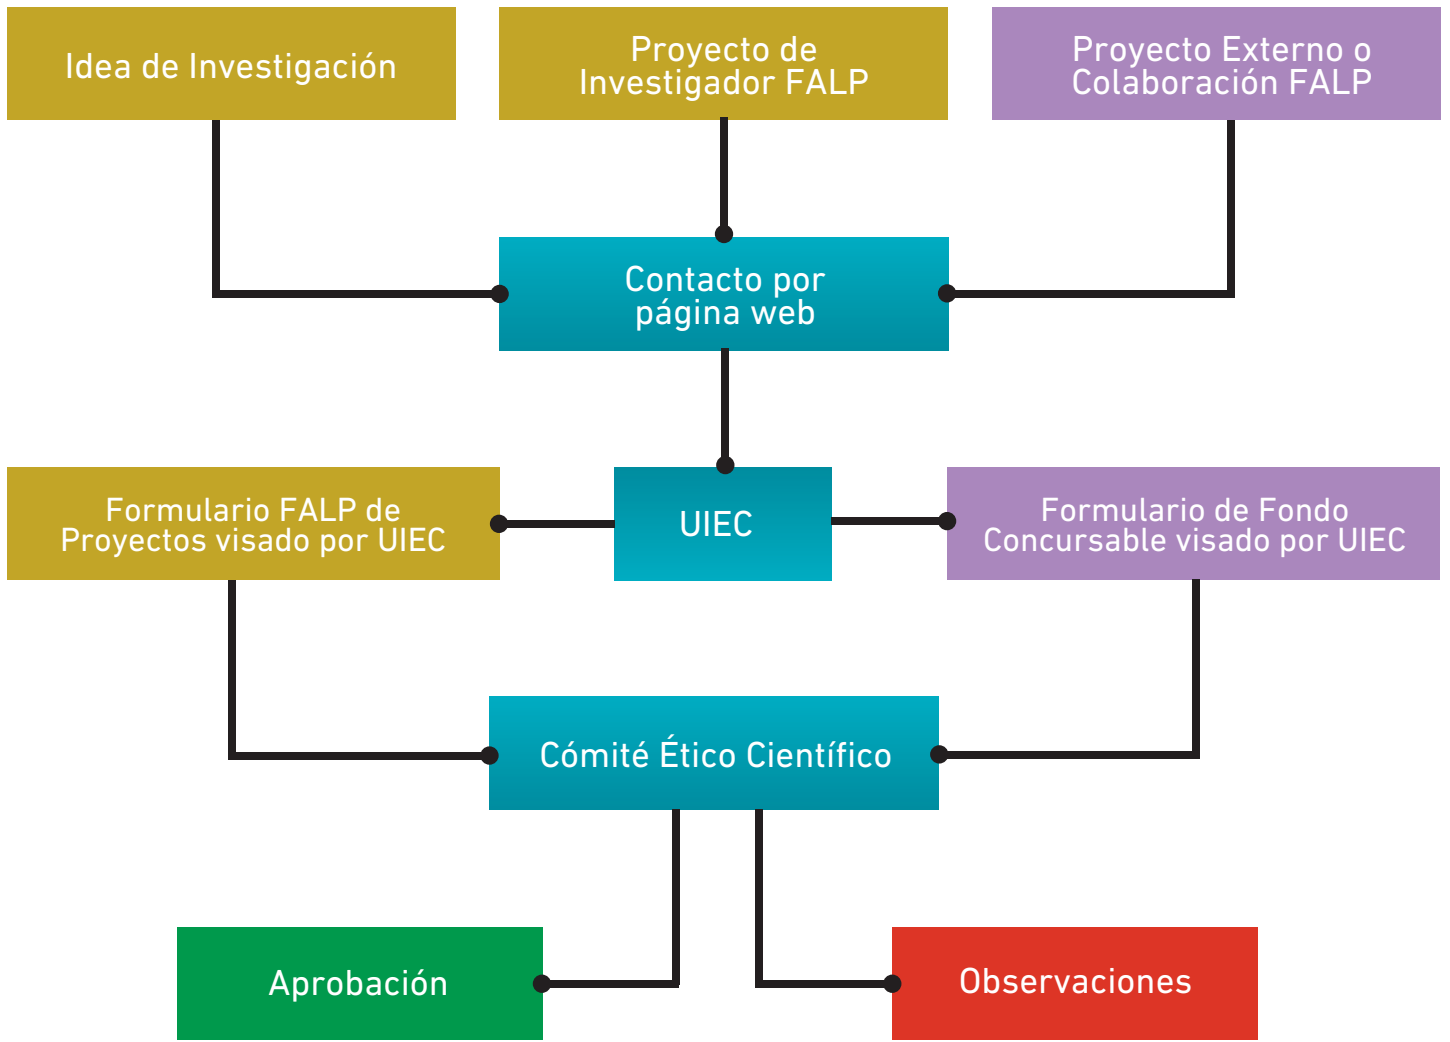 Idea de Investigación
Proyecto de
Investigador FALP
Proyecto Externo o
Colaboración FALP
Contacto por
página web
Formulario FALP de
Proyectos visado por UIEC
UIEC
Formulario de Fondo
Concursable visado por UIEC
Cómité Ético Científico
Aprobación
Observaciones